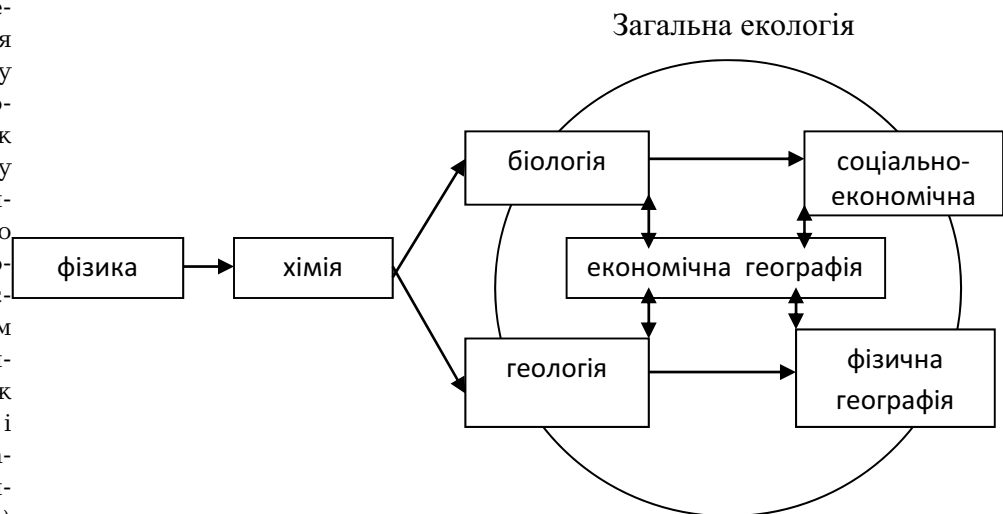 Загальна екологія
біологія
соціально-
економічна
фізика
хімія
економічна географія
геологія
фізична
географія